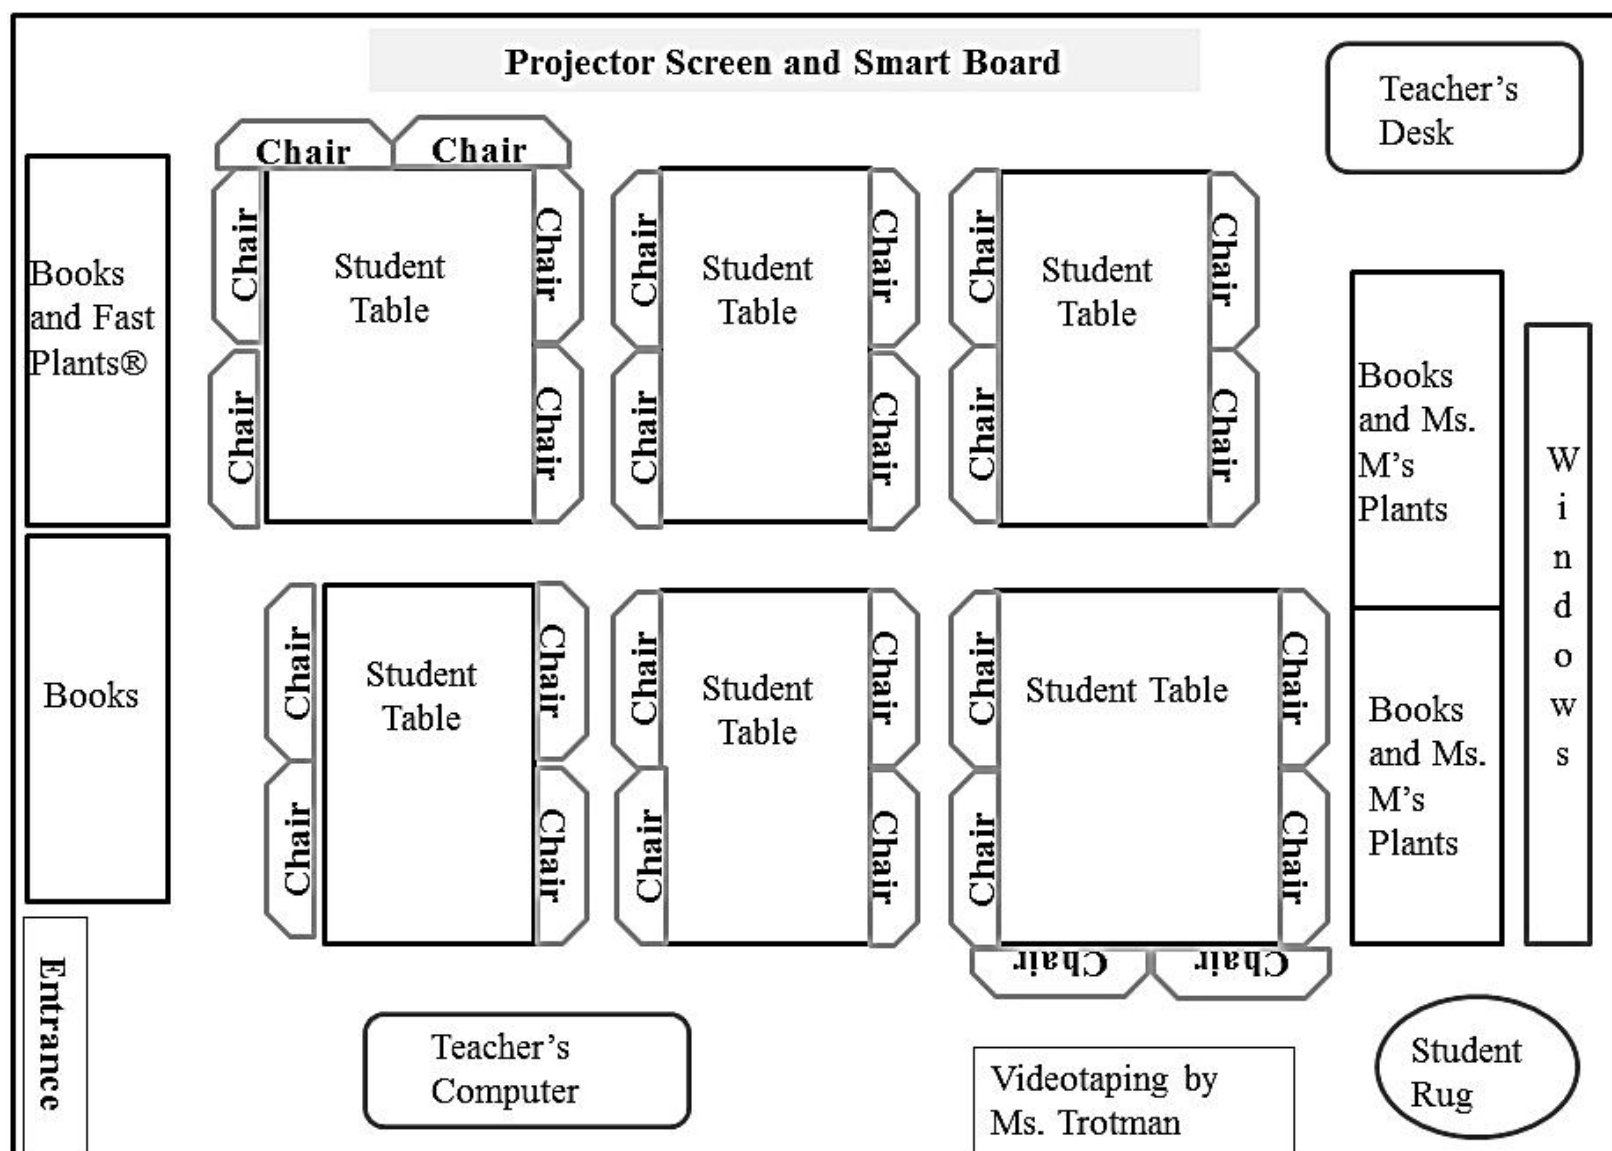 Projector Screen and Smart Board
Teacher's
Desk
Chair
Chair
Books
and Fast
Plants®
Chair
Chair
Student
Table
Chair
Chair
Chair
Chair
Student
Table
Chair
Chair
Chair
Chair
Student
Table
Chair
Chair
Books
and Ms.
M's
Plants
Windows
Books
Chair
Chair
Student
Table
Chair
Chair
Chair
Chair
Student
Table
Chair
Chair
Chair
Chair
Student Table
Chair
Chair
Chair
Chair
Books
and Ms.
M's
Plants
Entrance
Teacher's
Computer
Videotaping by
Ms. Trotman
Student
Rug